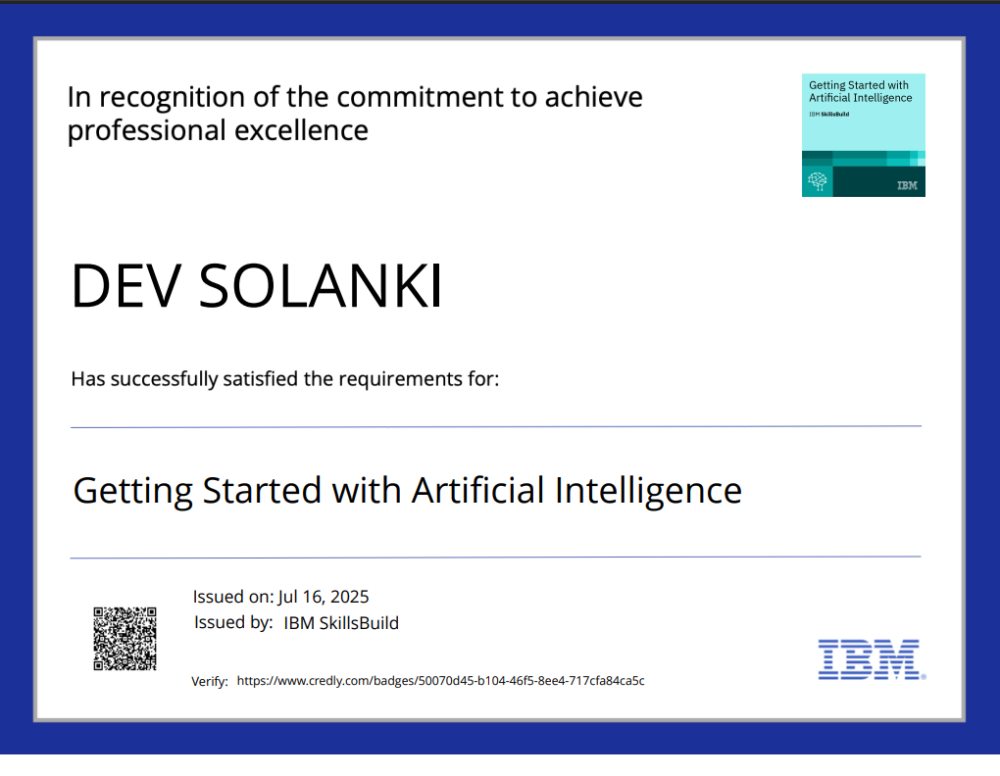 In recognition of the commitment to achieve
professional excellence
Getting Started with
Artificial Intelligence
IBM SkillsBuild
IBM
DEV SOLANKI
Has successfully satisfied the requirements for:
Getting Started with Artificial Intelligence
Issued on: Jul 16, 2025
Issued by: IBM SkillsBuild
Verify: https://www.credly.com/badges/50070d45-b104-46f5-8ee4-717cfa84ca5c
IBM®